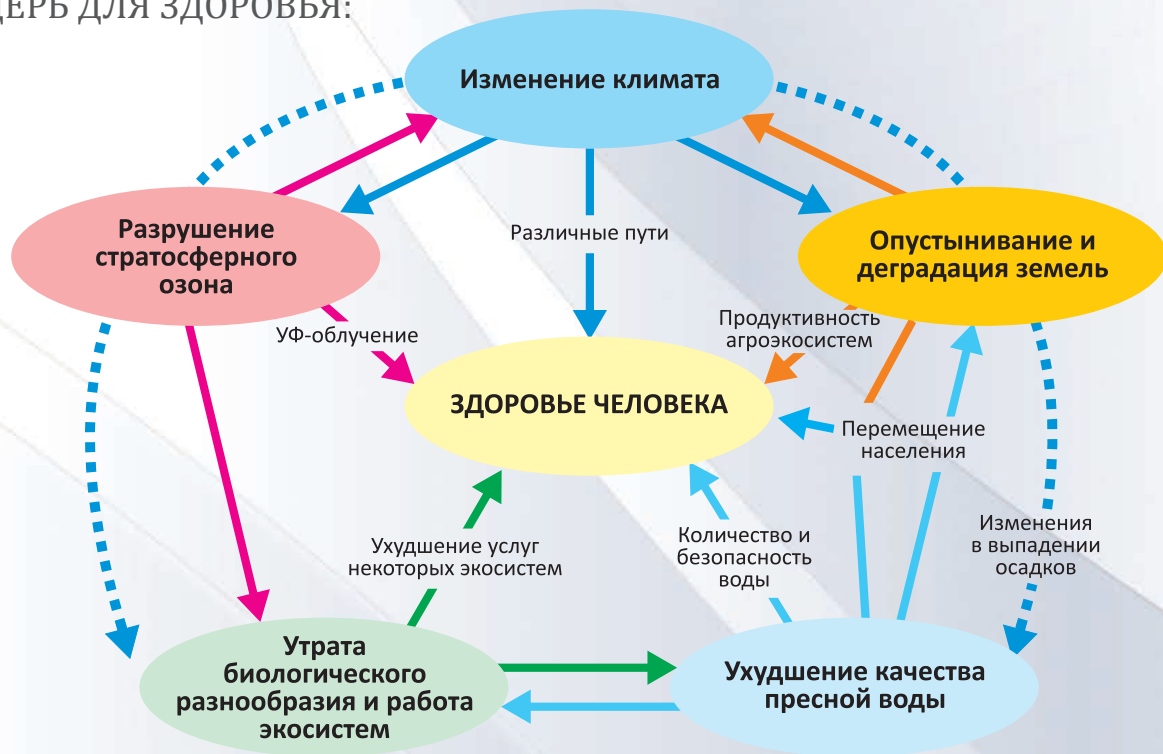 ДЛЯ ЗДОРОВЬЯ:
Изменение климата
Разрушение
стратосферного
озона
Различные пути
Опустынивание и
деградация земель
УФ-облучение
Продуктивность
агроэкосистем
ЗДОРОВЬЕ ЧЕЛОВЕКА
Перемещение
населения
Ухудшение услуг
некоторых экосистем
Количество и
безопасность
воды
Изменения
в выпадении
осадков
Утрата
биологического
разнообразия и работа
экосистем
Ухудшение качества
пресной воды